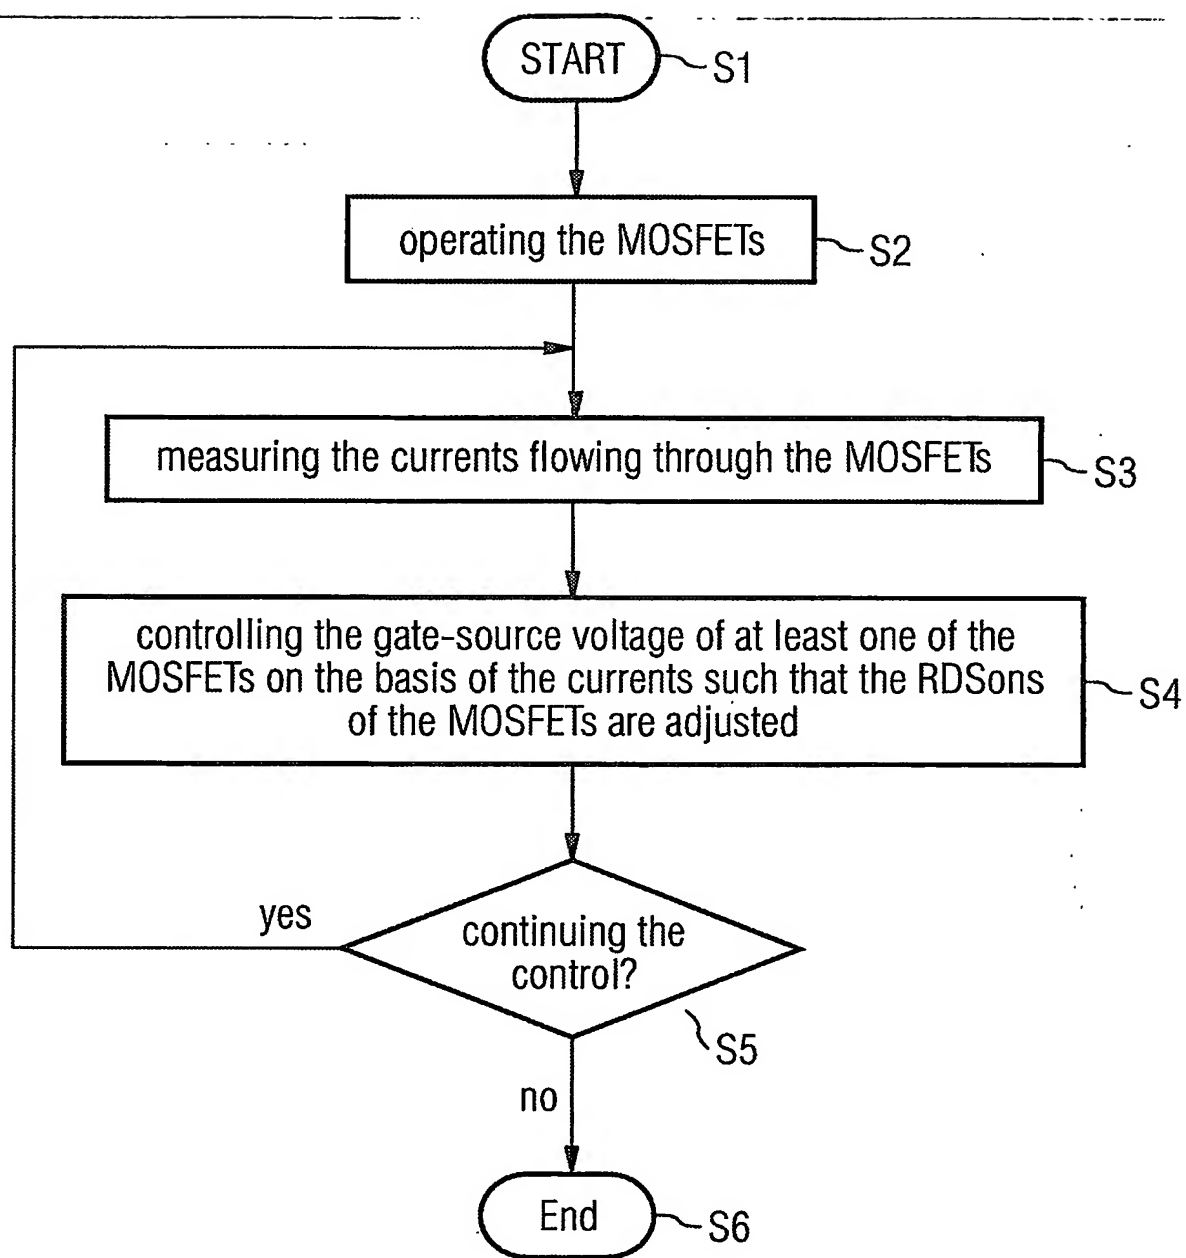 START
S1
operating the MOSFETs
S2
measuring the currents flowing through the MOSFETs
S3
controlling the gate-source voltage of at least one of the
MOSFETs on the basis of the currents such that the RDSons
of the MOSFETs are adjusted
S4
yes
continuing the
control?
S5
no
End
S6